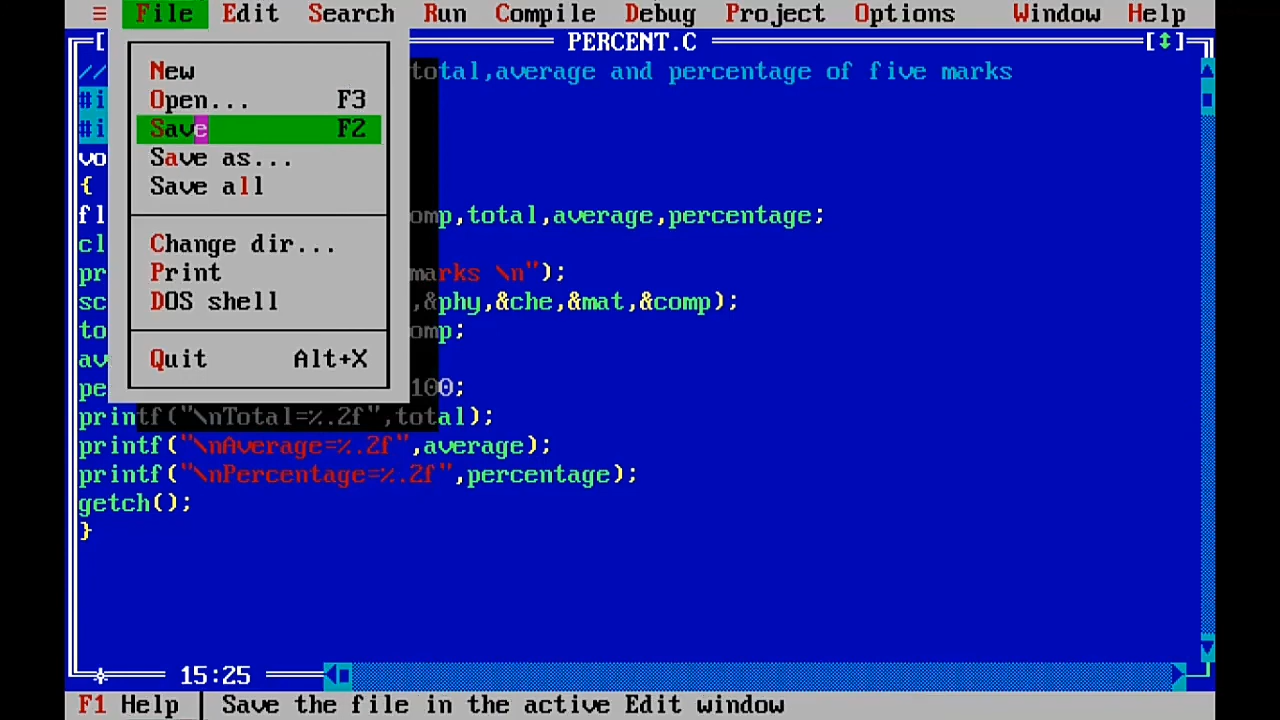 ≡ File Edit Search Run Compile Debug Project Options Window Help
[ PERCENT.C [↕]
// total,average and percentage of five marks
New
Open... F3
#i
Save F2
#i
Save as...
vo
Save all
{
fl omp,total,average,percentage;
Change dir...
cl
Print
pr marks \n");
DOS shell
sc ,&phy,&che,&mat,&comp);
to omp;
Quit Alt+X
av
pe 100;
printf("\nTotal=%.2f",total);
printf("\nAverage=%.2f",average);
printf("\nPercentage=%.2f",percentage);
getch();
}
15:25
F1 Help | Save the file in the active Edit window